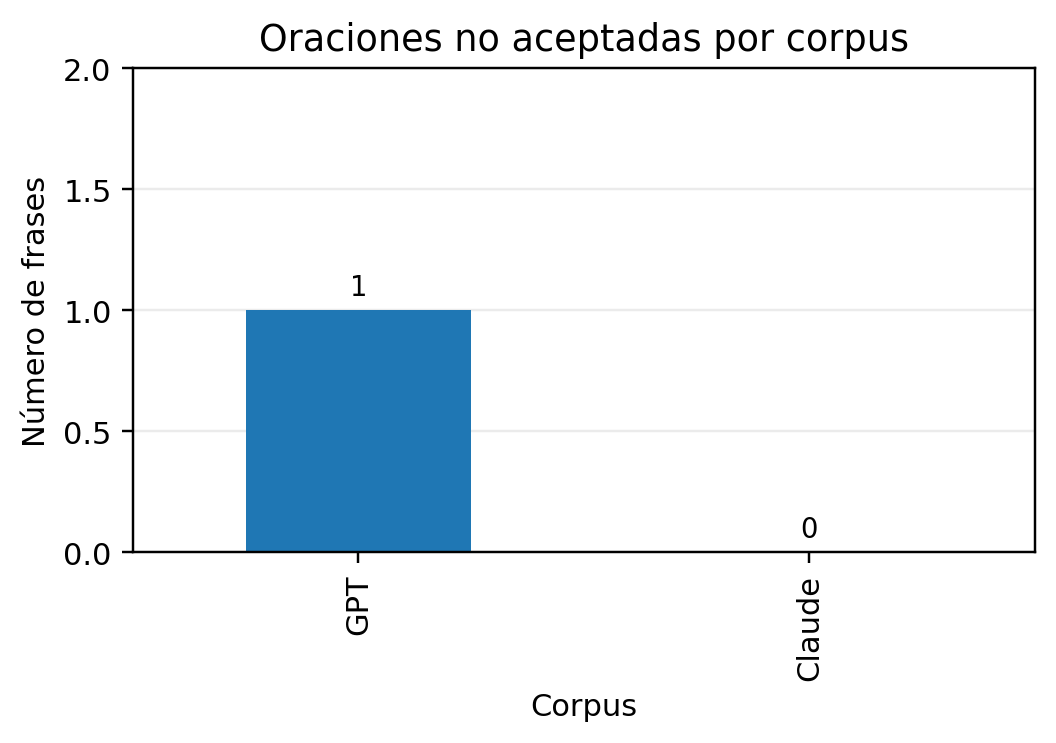 Oraciones no aceptadas por corpus
Número de frases
2.0
1.5
1.0
0.5
0.0
1
0
GPT
Claude
Corpus